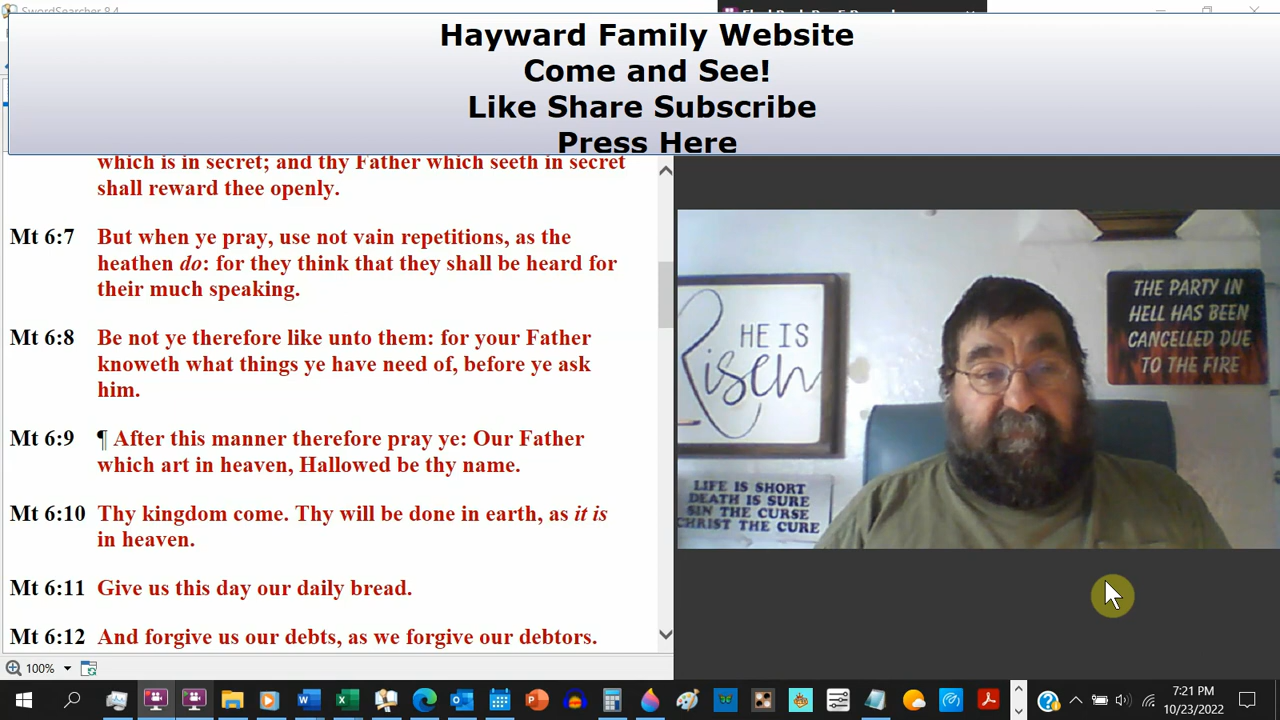 SwordSearcher 8.4
Hayward Family Website
Come and See!
Like Share Subscribe
Press Here
which is in secret; and thy Father which seeth in secret
shall reward thee openly.
Mt 6:7 But when ye pray, use not vain repetitions, as the
heathen do: for they think that they shall be heard for
their much speaking.
Mt 6:8 Be not ye therefore like unto them: for your Father
knoweth what things ye have need of, before ye ask
him.
Mt 6:9 ¶ After this manner therefore pray ye: Our Father
which art in heaven, Hallowed be thy name.
Mt 6:10 Thy kingdom come. Thy will be done in earth, as it is
in heaven.
Mt 6:11 Give us this day our daily bread.
Mt 6:12 And forgive us our debts, as we forgive our debtors.
HE IS
Risen
THE PARTY IN
HELL HAS BEEN
CANCELLED DUE
TO THE FIRE
LIFE IS SHORT
DEATH IS SURE
SIN THE CURSE
CHRIST THE CURE
100%
7:21 PM
10/23/2022